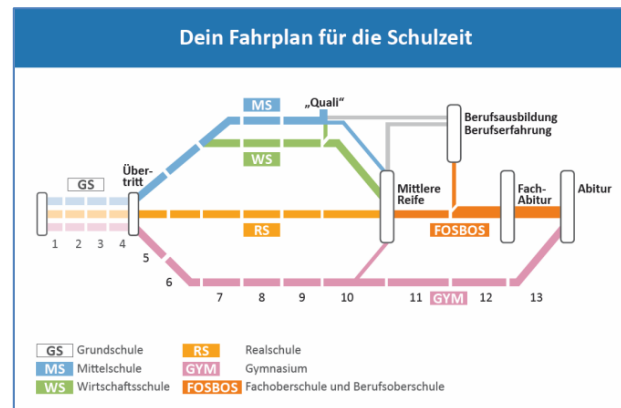 Dein Fahrplan für die Schulzeit
MS
„Quali“
Berufsausbildung
Berufserfahrung
WS
Über-
tritt
GS
Mittlere
Reife
Fach-
Abitur
Abitur
RS
FOSBOS
1 2 3 4
5
6
7 8 9 10 11 GYM 12 13
GS Grundschule
RS Realschule
MS Mittelschule
GYM Gymnasium
WS Wirtschaftsschule
FOSBOS Fachoberschule und Berufsoberschule